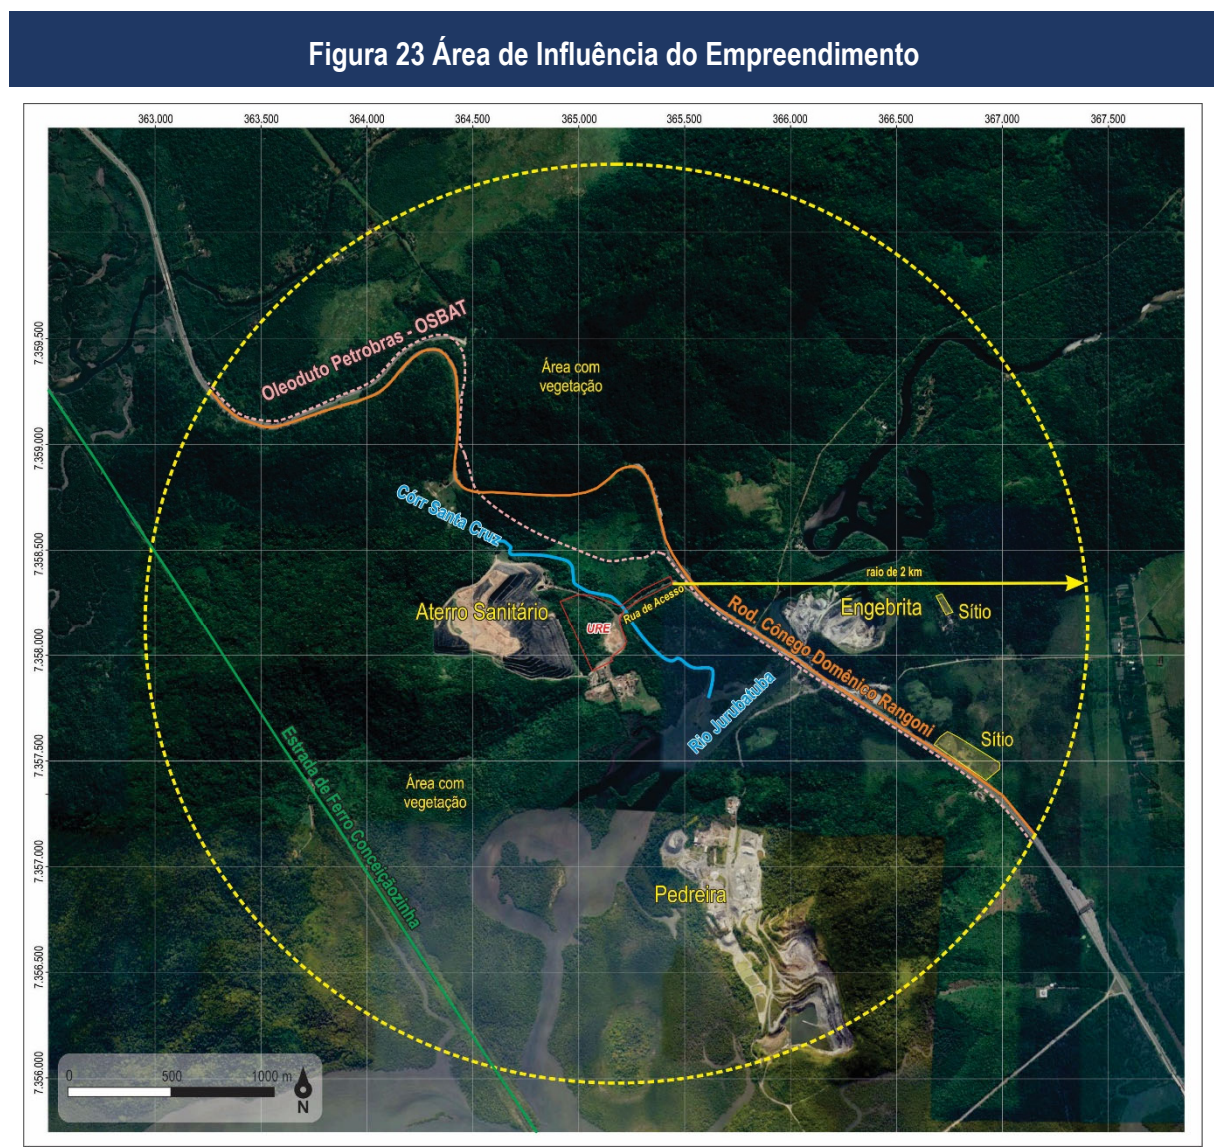 Figura 23 Área de Influência do Empreendimento
363.000 363.500 364.000 364.500 365.000 365.500 366.000 366.500 367.000 367.500
7.359.500
7.359.000
7.358.500
7.358.000
7.357.500
7.357.000
7.356.500
7.356.000
Oleoduto Petrobras - OSBAT
Área com
vegetação
Córr Santa Cruz
raio de 2 km
Aterro Sanitário
URE
Rua de Acesso
Engebrita
Sítio
Rod. Cônego Domênico Rangoni
Rio Jurubatuba
Sítio
Estrada de Ferro Conceiçãozinha
Área com
vegetação
Pedreira
0 500 1000 m
N